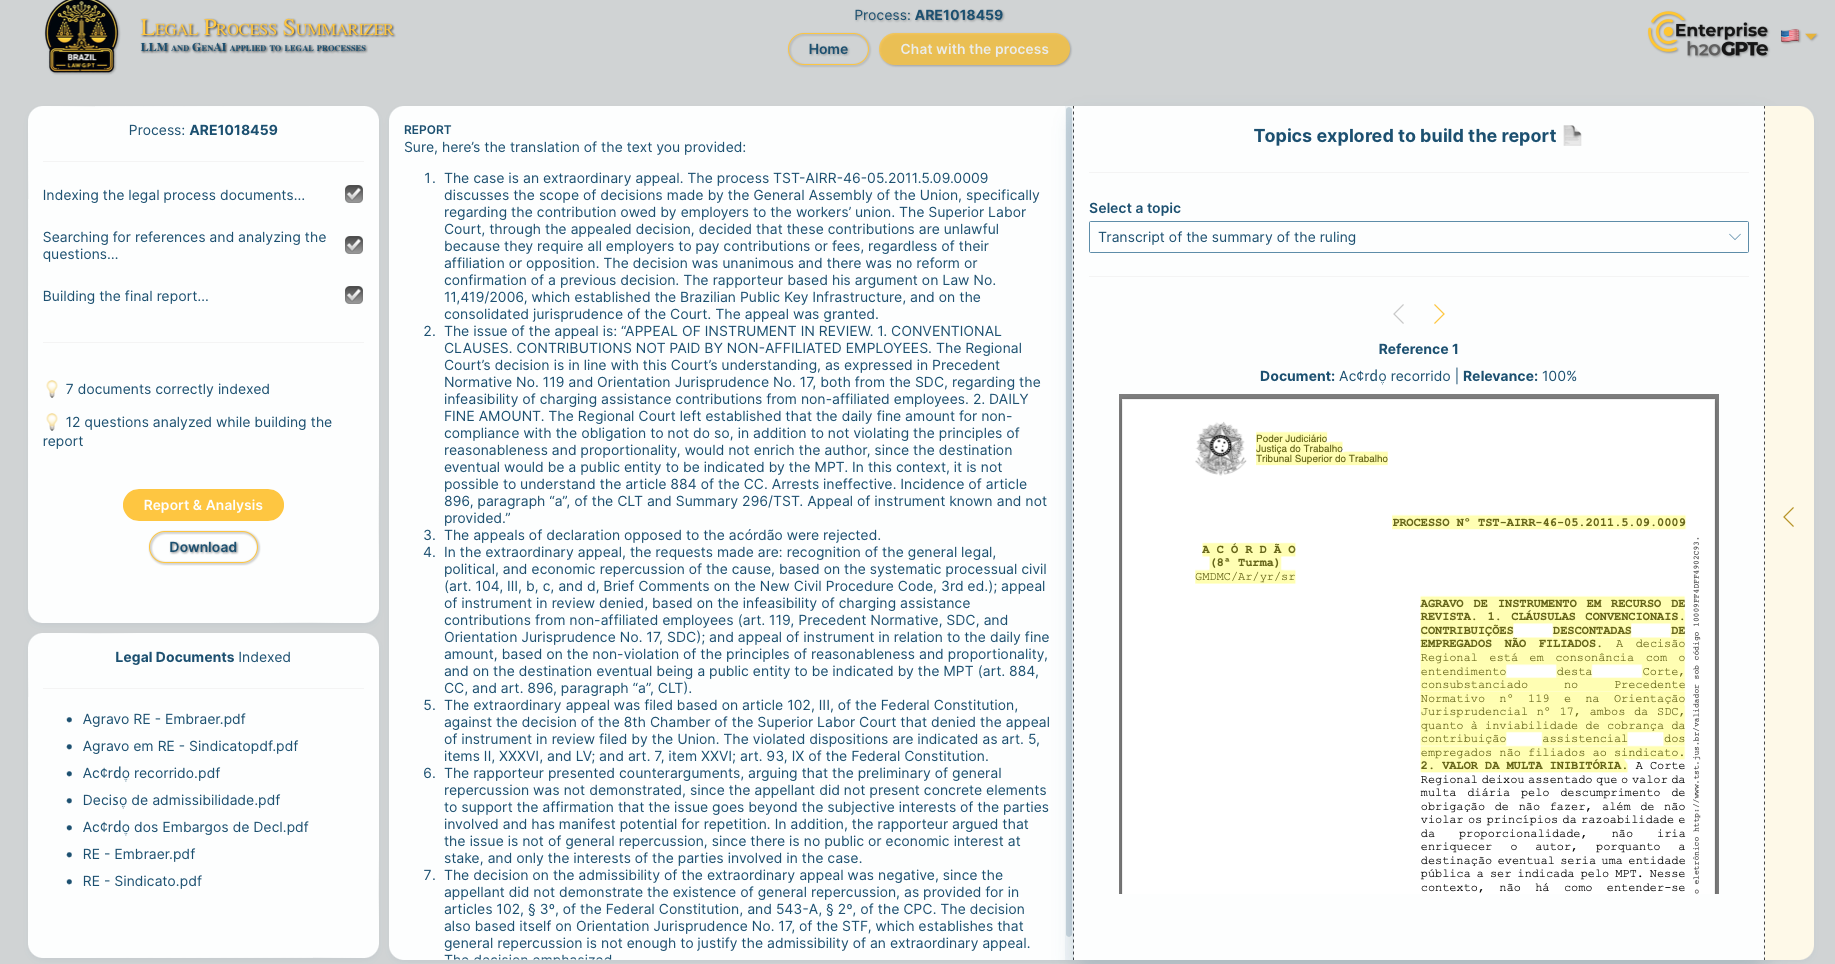 BRAZIL
LAWGPT
Legal Process Summarizer
LLM and GenAI applied to legal processes
Process: ARE1018459
Home
Chat with the process
Enterprise
h2oGPTe
Process: ARE1018459
Indexing the legal process documents...
Searching for references and analyzing the
questions...
Building the final report...
7 documents correctly indexed
12 questions analyzed while building the
report
Report & Analysis
Download
Legal Documents Indexed
• Agravo RE - Embraer.pdf
• Agravo em RE - Sindicatopdf.pdf
• Ac¢rdọ recorrido.pdf
• Decisọ de admissibilidade.pdf
• Ac¢rdọ dos Embargos de Decl.pdf
• RE - Embraer.pdf
• RE - Sindicato.pdf
REPORT
Sure, here’s the translation of the text you provided:
1. The case is an extraordinary appeal. The process TST-AIRR-46-05.2011.5.09.0009
discusses the scope of decisions made by the General Assembly of the Union, specifically
regarding the contribution owed by employers to the workers’ union. The Superior Labor
Court, through the appealed decision, decided that these contributions are unlawful
because they require all employers to pay contributions or fees, regardless of their
affiliation or opposition. The decision was unanimous and there was no reform or
confirmation of a previous decision. The rapporteur based his argument on Law No.
11,419/2006, which established the Brazilian Public Key Infrastructure, and on the
consolidated jurisprudence of the Court. The appeal was granted.
2. The issue of the appeal is: “APPEAL OF INSTRUMENT IN REVIEW. 1. CONVENTIONAL
CLAUSES. CONTRIBUTIONS NOT PAID BY NON-AFFILIATED EMPLOYEES. The Regional
Court’s decision is in line with this Court’s understanding, as expressed in Precedent
Normative No. 119 and Orientation Jurisprudence No. 17, both from the SDC, regarding the
infeasibility of charging assistance contributions from non-affiliated employees. 2. DAILY
FINE AMOUNT. The Regional Court left established that the daily fine amount for non-
compliance with the obligation to not do so, in addition to not violating the principles of
reasonableness and proportionality, would not enrich the author, since the destination
eventual would be a public entity to be indicated by the MPT. In this context, it is not
possible to understand the article 884 of the CC. Arrests ineffective. Incidence of article
896, paragraph “a”, of the CLT and Summary 296/TST. Appeal of instrument known and not
provided.”
3. The appeals of declaration opposed to the acórdão were rejected.
4. In the extraordinary appeal, the requests made are: recognition of the general legal,
political, and economic repercussion of the cause, based on the systematic processual civil
(art. 104, III, b, c, and d, Brief Comments on the New Civil Procedure Code, 3rd ed.); appeal
of instrument in review denied, based on the infeasibility of charging assistance
contributions from non-affiliated employees (art. 119, Precedent Normative, SDC, and
Orientation Jurisprudence No. 17, SDC); and appeal of instrument in relation to the daily fine
amount, based on the non-violation of the principles of reasonableness and proportionality,
and on the destination eventual being a public entity to be indicated by the MPT (art. 884,
CC, and art. 896, paragraph “a”, CLT).
5. The extraordinary appeal was filed based on article 102, III, of the Federal Constitution,
against the decision of the 8th Chamber of the Superior Labor Court that denied the appeal
of instrument in review filed by the Union. The violated dispositions are indicated as art. 5,
items II, XXXVI, and LV; and art. 7, item XXVI; art. 93, IX of the Federal Constitution.
6. The rapporteur presented counterarguments, arguing that the preliminary of general
repercussion was not demonstrated, since the appellant did not present concrete elements
to support the affirmation that the issue goes beyond the subjective interests of the parties
involved and has manifest potential for repetition. In addition, the rapporteur argued that
the issue is not of general repercussion, since there is no public or economic interest at
stake, and only the interests of the parties involved in the case.
7. The decision on the admissibility of the extraordinary appeal was negative, since the
appellant did not demonstrate the existence of general repercussion, as provided for in
articles 102, § 3º, of the Federal Constitution, and 543-A, § 2º, of the CPC. The decision
also based itself on Orientation Jurisprudence No. 17, of the STF, which establishes that
general repercussion is not enough to justify the admissibility of an extraordinary appeal.
The decision emphasized
Topics explored to build the report
Select a topic
Transcript of the summary of the ruling
Reference 1
Document: Ac¢rdọ recorrido | Relevance: 100%
Poder Judiciário
Justiça do Trabalho
Tribunal Superior do Trabalho
PROCESSO Nº TST-AIRR-46-05.2011.5.09.0009
A C Ó R D Ã O
(8ª Turma)
GMDMC/Ar/yr/sr
AGRAVO DE INSTRUMENTO EM RECURSO DE
REVISTA. 1. CLÁUSULAS CONVENCIONAIS.
CONTRIBUIÇÕES DESCONTADAS DE
EMPREGADOS NÃO FILIADOS. A decisão
Regional está em consonância com o
entendimento desta Corte,
consubstanciado no Precedente
Normativo nº 119 e na Orientação
Jurisprudencial nº 17, ambos da SDC,
quanto à inviabilidade de cobrança da
contribuição assistencial dos
empregados não filiados ao sindicato.
2. VALOR DA MULTA INIBITÓRIA. A Corte
Regional deixou assentado que o valor da
multa diária pelo descumprimento de
obrigação de não fazer, além de não
violar os princípios da razoabilidade e
da proporcionalidade, não iria
enriquecer o autor, porquanto a
destinação eventual seria uma entidade
pública a ser indicada pelo MPT. Nesse
contexto, não há como entender-se
o eletrônico http://www.tst.jus.br/validador sob código 10009FF4DFF4902C93.